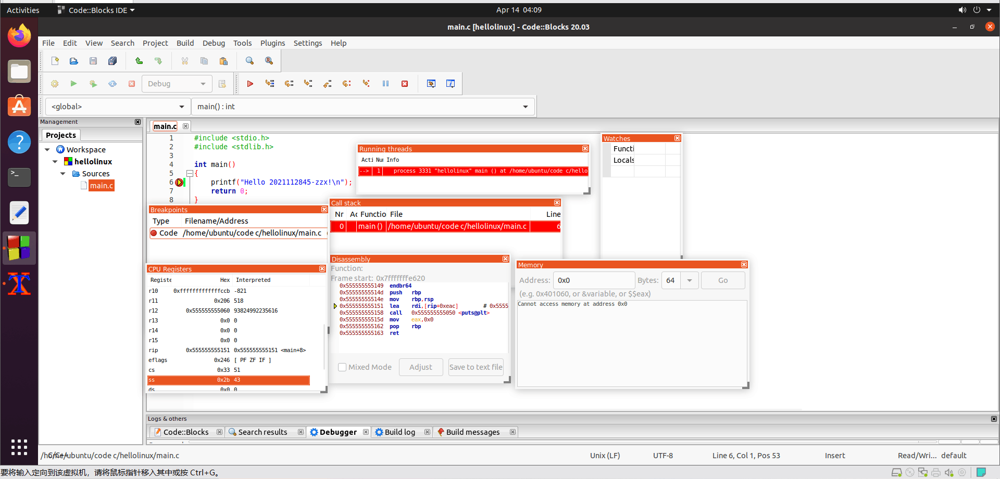 Activities
Code::Blocks IDE
Apr 14 04:09
main.c [hellolinux] - Code::Blocks 20.03
File Edit View Search Project Build Debug Tools Plugins Settings Help
Debug
<global>
main() : int
Management
Projects
Workspace
hellolinux
Sources
main.c
main.c
1 #include <stdio.h>
2 #include <stdlib.h>
3
4 int main()
5 {
6 printf("Hello 2021112845-zzx!\n");
7 return 0;
8 }
Running threads
Acti Nur Info
--> 1 process 3331 "hellolinux" main () at /home/ubuntu/code c/hello
Watches
Functi
Locals
Breakpoints
Type Filename/Address
Code /home/ubuntu/code c/hellolinux/main.c
Call stack
Nr Ac Functio File Line
0 main () /home/ubuntu/code c/hellolinux/main.c 6
CPU Registers
Registe Hex Interpreted
r10 0xfffffffffffffccb -821
r11 0x206 518
r12 0x555555555060 93824992235616
r13 0x0 0
r14 0x0 0
r15 0x0 0
rip 0x555555555151 0x555555555151 <main+8>
eflags 0x246 [ PF ZF IF ]
cs 0x33 51
ss 0x2b 43
ds 0x0 0
Disassembly
Function:
Frame start: 0x7fffffffe620
0x555555555149 endbr64
0x55555555514d push rbp
0x55555555514e mov rbp,rsp
0x555555555151 lea rdi,[rip+0xeac] # 0x5555
0x555555555158 call 0x555555555050 <puts@plt>
0x55555555515d mov eax,0x0
0x555555555162 pop rbp
0x555555555163 ret
Mixed Mode
Adjust
Save to text file
Memory
Address: 0x0 Bytes: 64 Go
(e.g. 0x401060, or &variable, or $$eax)
Cannot access memory at address 0x0
Logs & others
Code::Blocks
Search results
Debugger
Build log
Build messages
/home/ubuntu/code c/hellolinux/main.c
C/C++
Unix (LF)
UTF-8
Line 6, Col 1, Pos 53
Insert
Read/Wri...
default
要将输入定向到该虚拟机，请将鼠标指针移入其中或按 Ctrl+G。